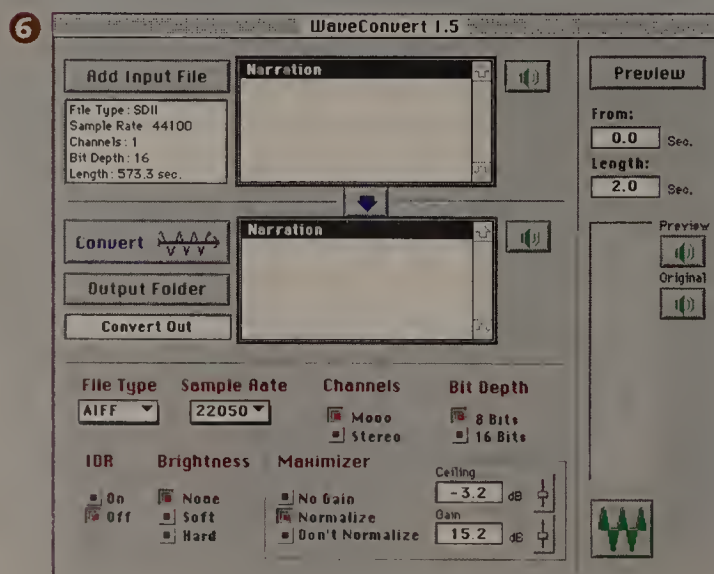 6
WaveConvert 1.5
Add Input File
Narration
File Type : SDII
Sample Rate 44100
Channels : 1
Bit Depth : 16
Length : 573.3 sec.
Convert
Narration
Output Folder
Convert Out
Preview
From:
0.0 Sec.
Length:
2.0 Sec.
Preview
Original
File Type
AIFF
Sample Rate
22050
Channels
Mono
Stereo
Bit Depth
8 Bits
16 Bits
IDR
On
Off
Brightness
None
Soft
Hard
Maximizer
No Gain
Normalize
Don't Normalize
Ceiling
-3.2 dB
Gain
15.2 dB